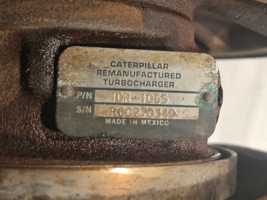 CATERPILLAR
REMANUFACTURED
TURBOCHARGER
P/N 10R-1055
S/N
MADE IN MEXICO